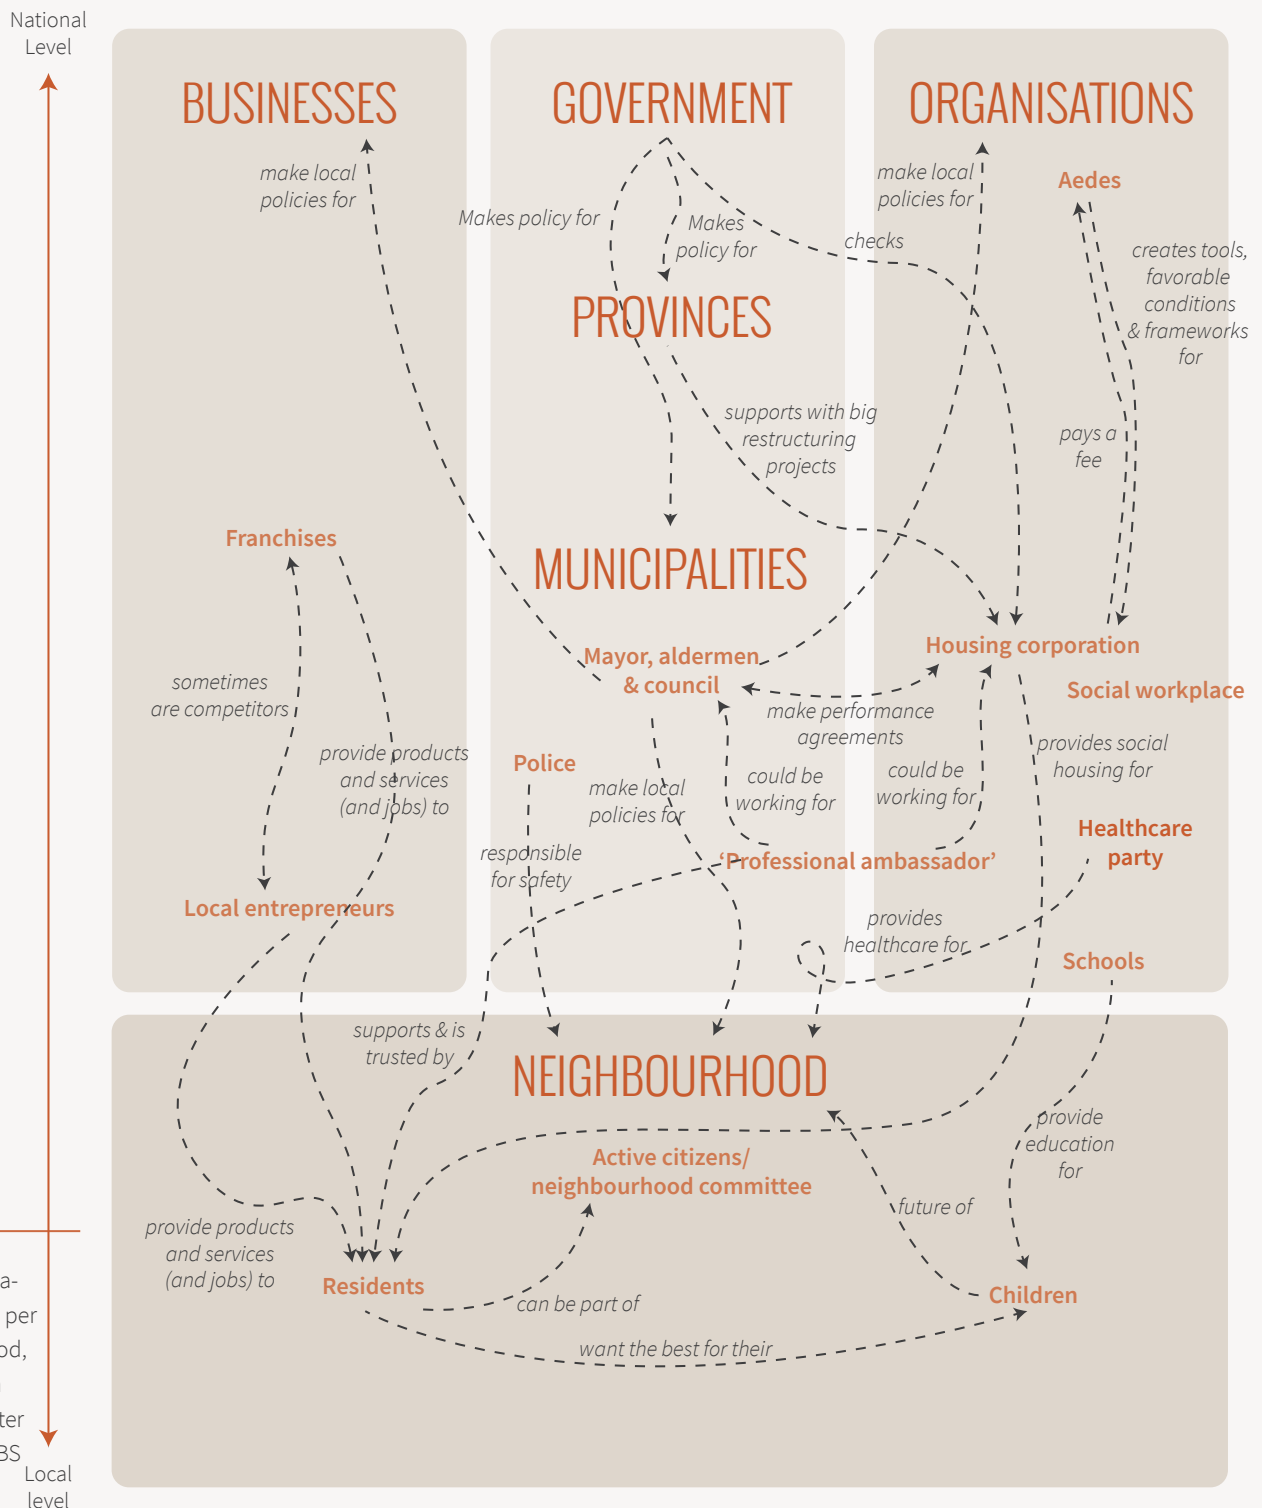 National
Level
BUSINESSES
GOVERNMENT
ORGANISATIONS
make local
policies for
Makes policy for
Makes
policy for
make local
policies for
checks
Aedes
creates tools,
favorable
conditions
& frameworks
for
PROVINCES
supports with big
restructuring
projects
pays a
fee
Franchises
MUNICIPALITIES
Mayor, aldermen
& council
Housing corporation
Social workplace
sometimes
are competitors
make performance
agreements
provide products
and services
(and jobs) to
Police
make local
policies for
could be
working for
could be
working for
provides social
housing for
Healthcare
party
responsible
for safety
‘Professional ambassador’
Local entrepreneurs
provides
healthcare for
Schools
supports & is
trusted by
NEIGHBOURHOOD
provide
education
for
Active citizens/
neighbourhood committee
future of
provide products
and services
(and jobs) to
Residents
can be part of
Children
want the best for their
a-
per
od,
ter
BS
Local
level